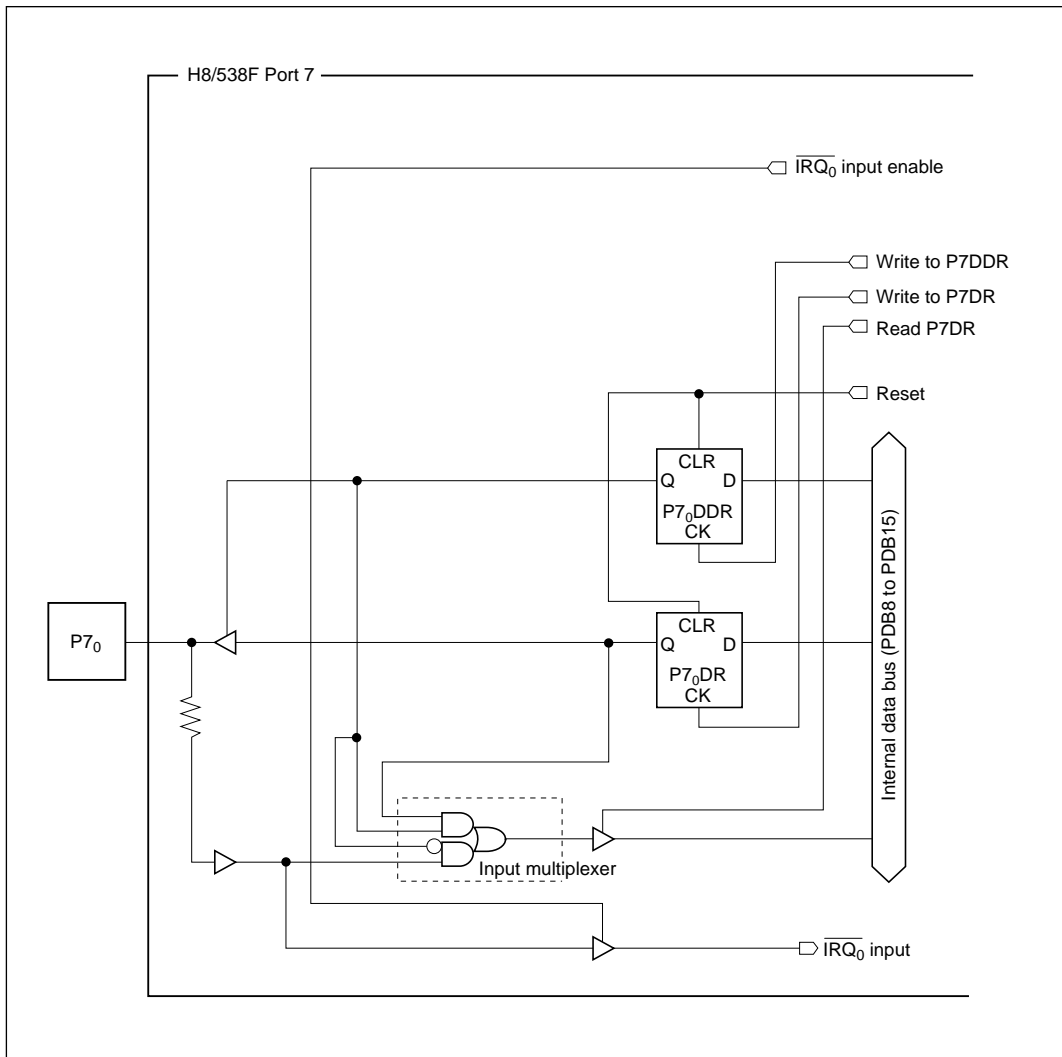 H8/538F Port 7
IRQ0 input enable
Write to P7DDR
Write to P7DR
Read P7DR
Reset
CLR
Q D
P70DDR
CK
Internal data bus (PDB8 to PDB15)
P70
CLR
Q D
P70DR
CK
Input multiplexer
IRQ0 input